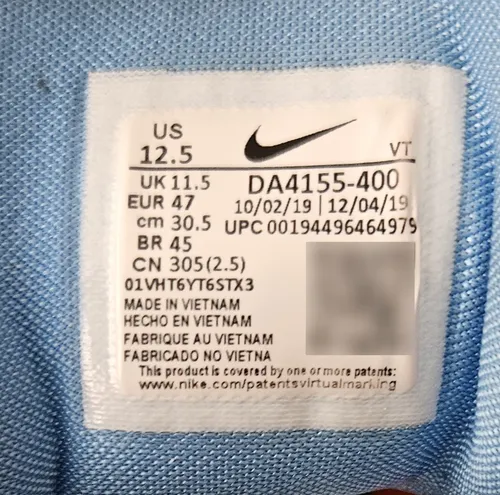 US
12.5
VT
UK 11.5
DA4155-400
EUR 47
10/02/19 | 12/04/19
cm 30.5
UPC 00194496464979
BR 45
CN 305(2.5)
01VHT6YT6STX3
MADE IN VIETNAM
HECHO EN VIETNAM
FABRIQUE AU VIETNAM
FABRICADO NO VIETNA
This product is covered by one or more patents:
www.nike.com/patentsvirtualmarking